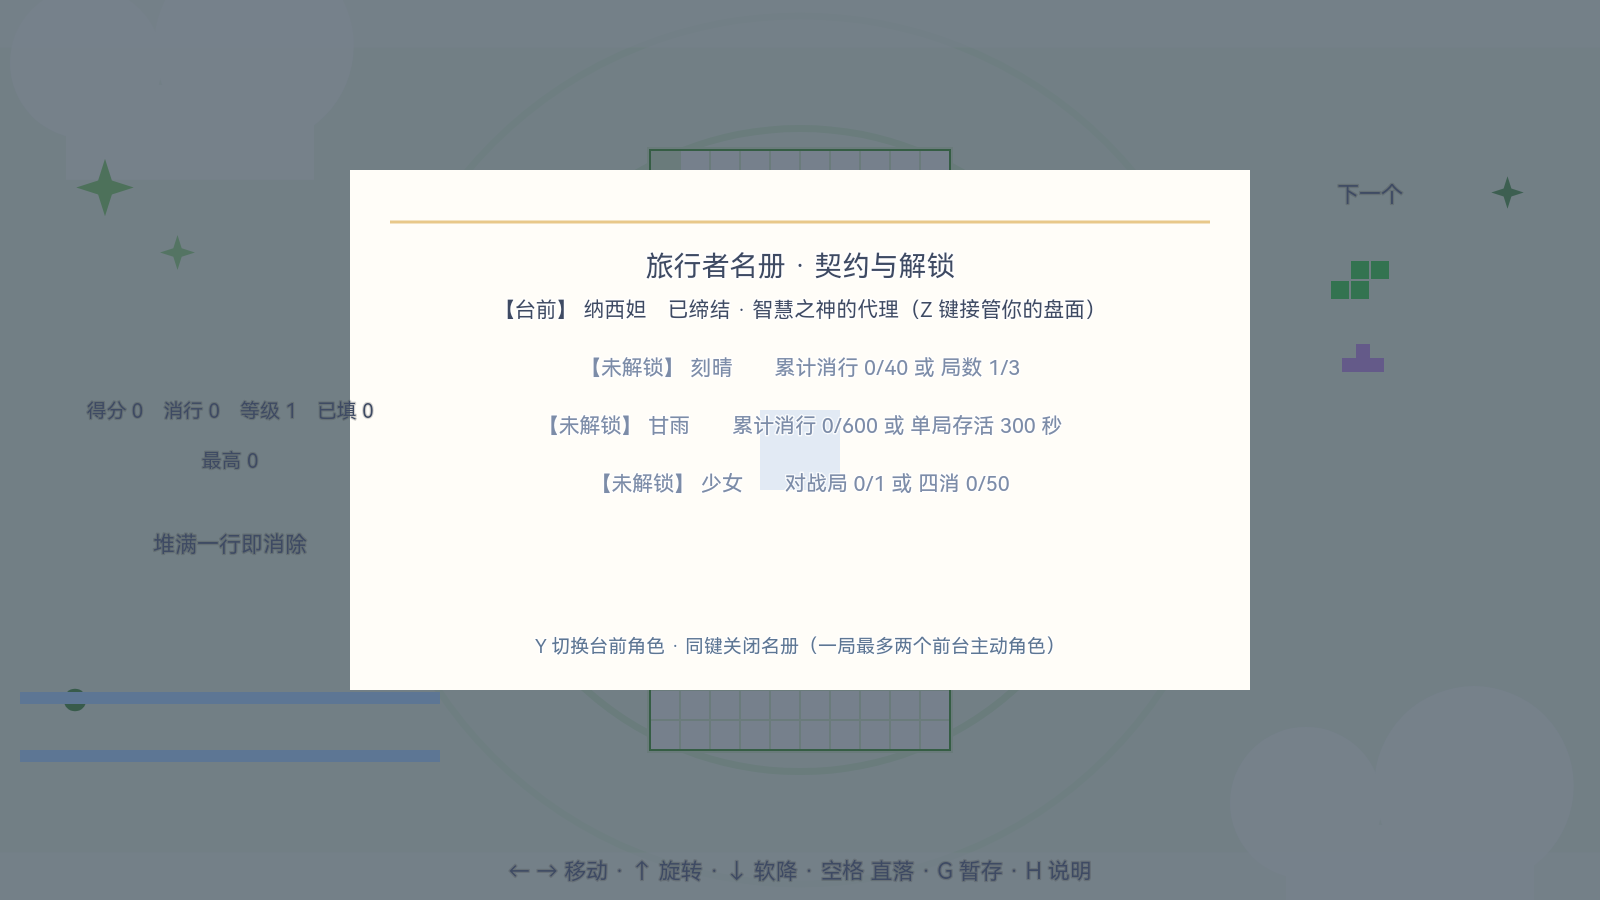 下一个
旅行者名册 · 契约与解锁
【台前】 纳西妲 已缔结 · 智慧之神的代理（Z 键接管你的盘面）
【未解锁】 刻晴 累计消行 0/40 或 局数 1/3
得分 0 消行 0 等级 1 已填 0
【未解锁】 甘雨 累计消行 0/600 或 单局存活 300 秒
最高 0
【未解锁】 少女 对战局 0/1 或 四消 0/50
堆满一行即消除
Y 切换台前角色 · 同键关闭名册（一局最多两个前台主动角色）
← → 移动 · ↑ 旋转 · ↓ 软降 · 空格 直落 · G 暂存 · H 说明